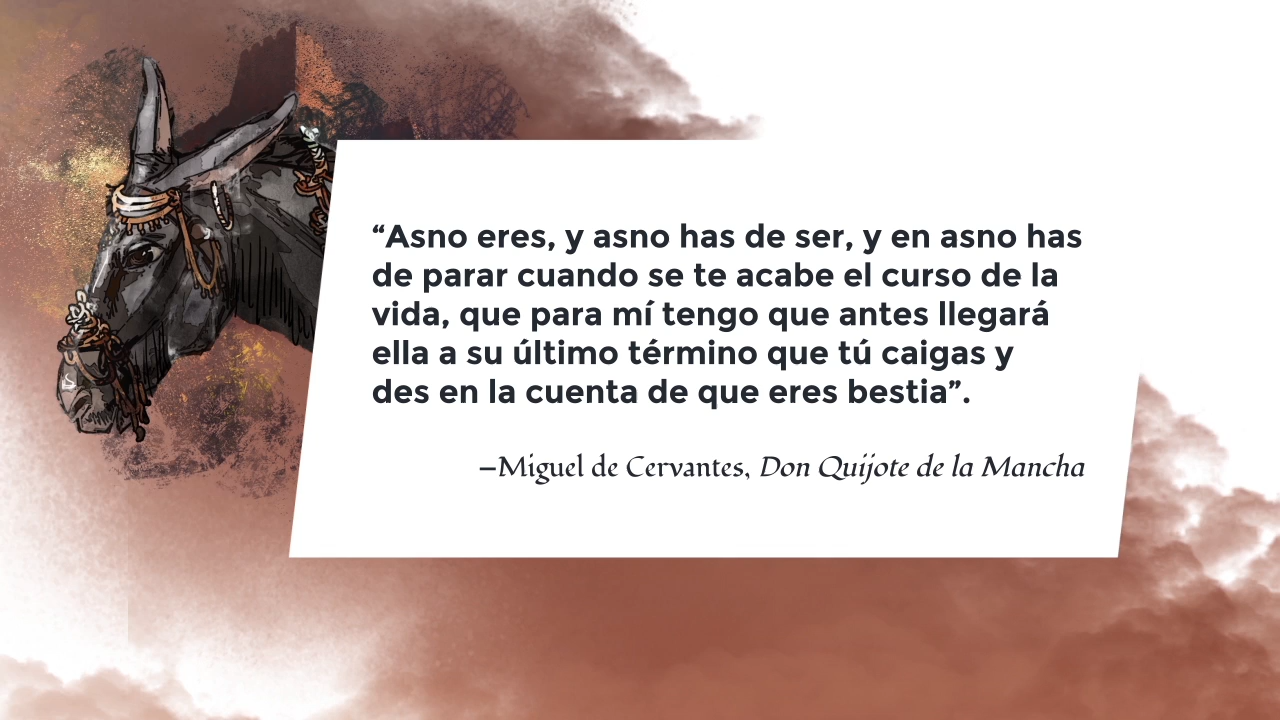 “Asno eres, y asno has de ser, y en asno has
de parar cuando se te acabe el curso de la
vida, que para mí tengo que antes llegará
ella a su último término que tú caigas y
des en la cuenta de que eres bestia”.
—Miguel de Cervantes, Don Quijote de la Mancha